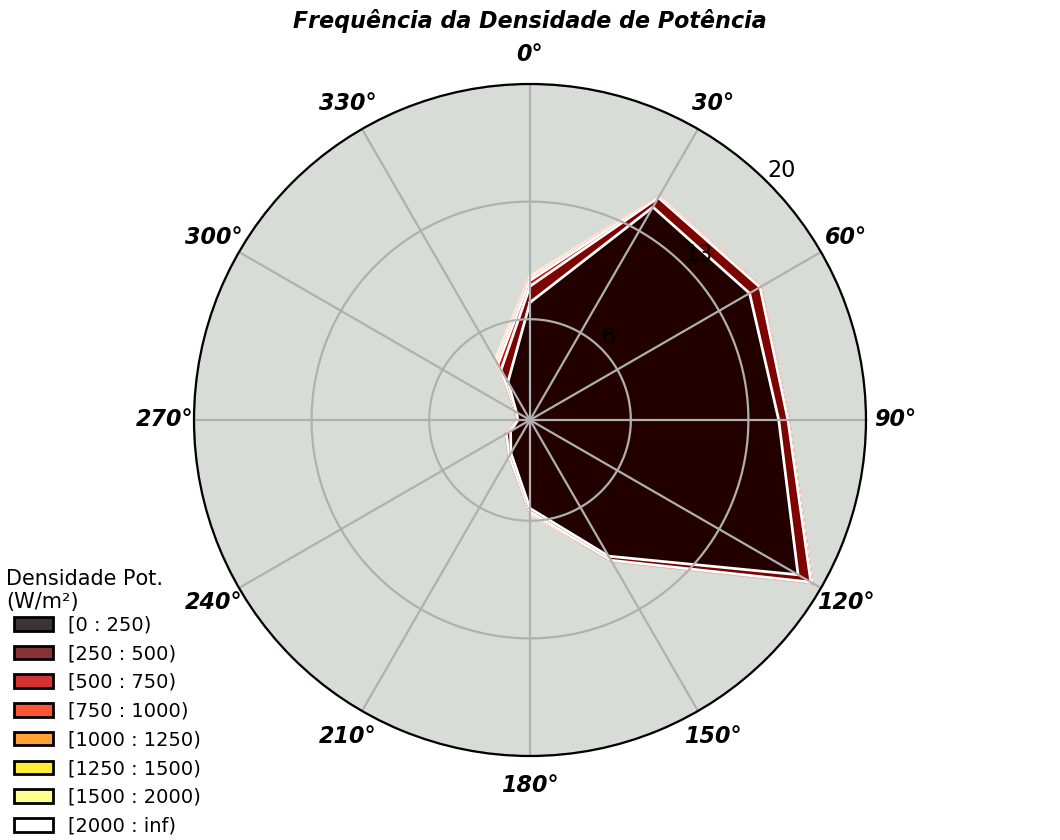 Frequência da Densidade de Potência
0°
330°
30°
20
300°
60°
13
6
270°
90°
240°
120°
210°
150°
180°
Densidade Pot.
(W/m²)
[0 : 250)
[250 : 500)
[500 : 750)
[750 : 1000)
[1000 : 1250)
[1250 : 1500)
[1500 : 2000)
[2000 : inf)